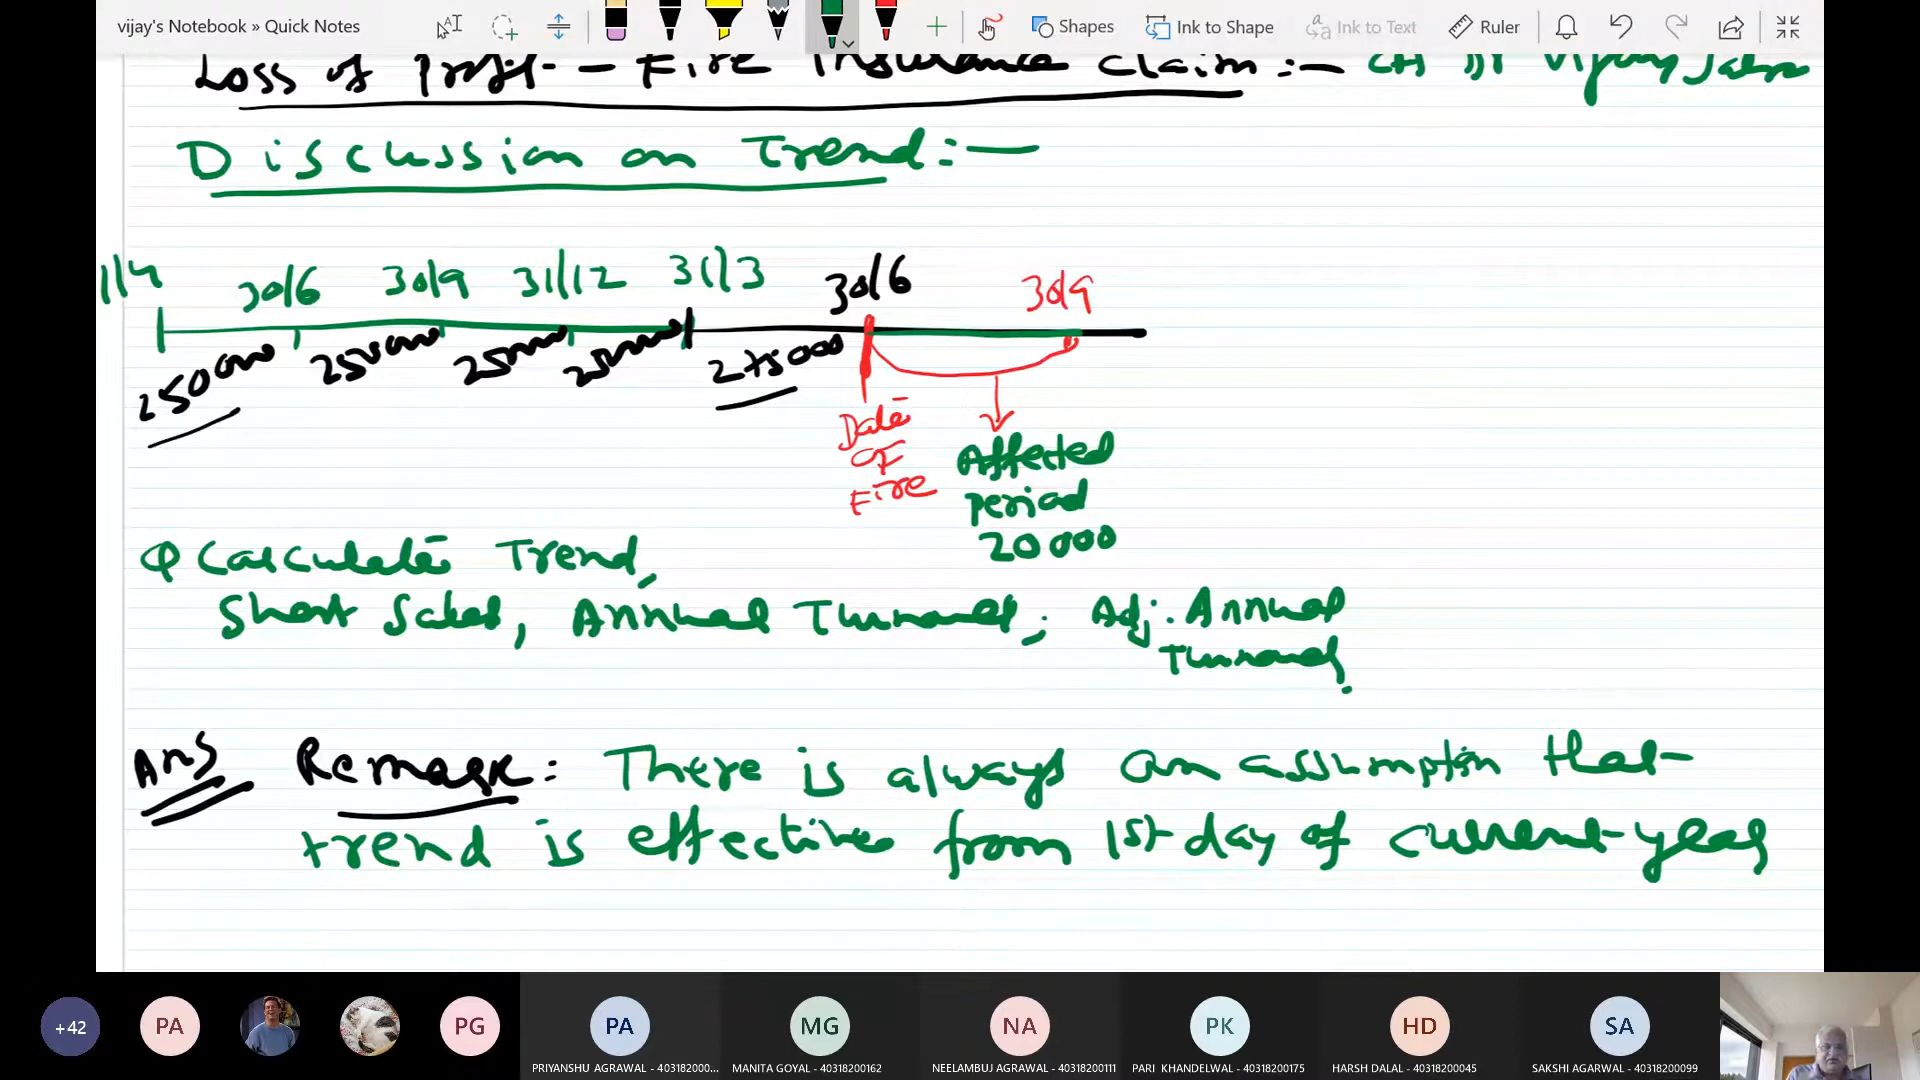 vijay's Notebook » Quick Notes
Shapes
Ink to Shape
Ink to Text
Ruler
Loss of Profit - Fire Insurance Claim :- CA Dr Vijay
Discussion on Trend :-
1/4 30/6 30/9 31/12 31/3 30/6 30/9
250000 250000 250000 250000 275000
Date of Fire
Affected period 20000
Q Calculate Trend,
Short Sales, Annual Turnover, Adj. Annual
Turnover.
Ans Remark: There is always an assumption that
trend is effective from 1st day of current year
+42
PA
PG
PA
MG
NA
PK
HD
SA
PRIYANSHU AGRAWAL - 403182000...
MANITA GOYAL - 40318200162
NEELAMBUJ AGRAWAL - 40318200111
PARI KHANDELWAL - 40318200175
HARSH DALAL - 40318200045
SAKSHI AGARWAL - 40318200099